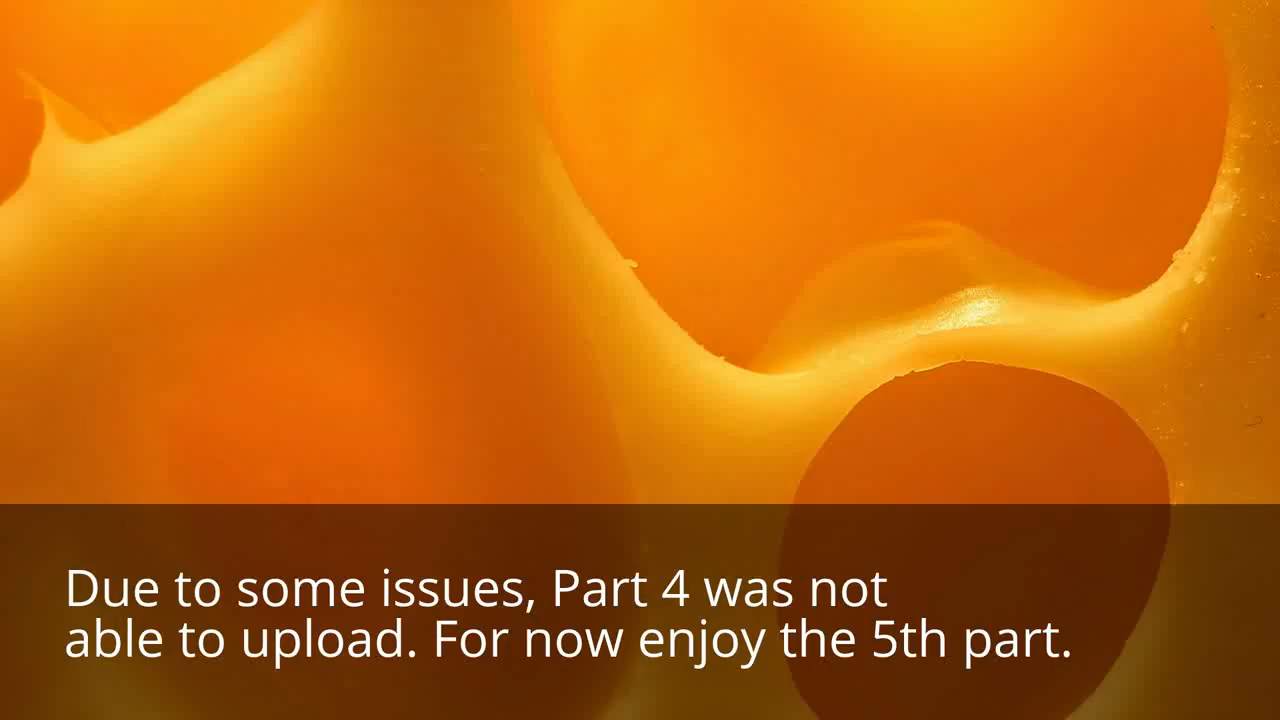 Due to some issues, Part 4 was not
able to upload. For now enjoy the 5th part.